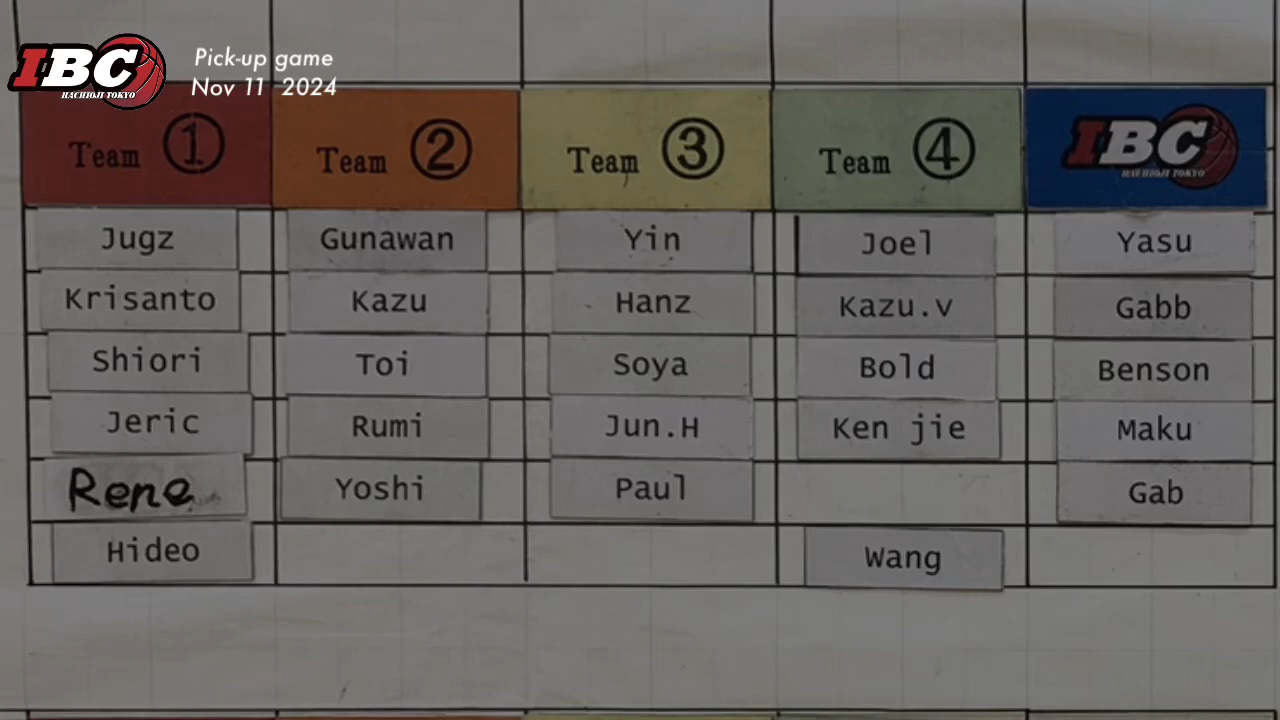 IBC
HACHIOJI TOKYO
Pick-up game
Nov 11 2024
Team ①
Team ②
Team ③
Team ④
IBC
HACHIOJI TOKYO
Jugz
Gunawan
Yin
Joel
Yasu
Krisanto
Kazu
Hanz
Kazu.v
Gabb
Shiori
Toi
Soya
Bold
Benson
Jeric
Rumi
Jun.H
Ken jie
Maku
Rene
Yoshi
Paul
Gab
Hideo
Wang